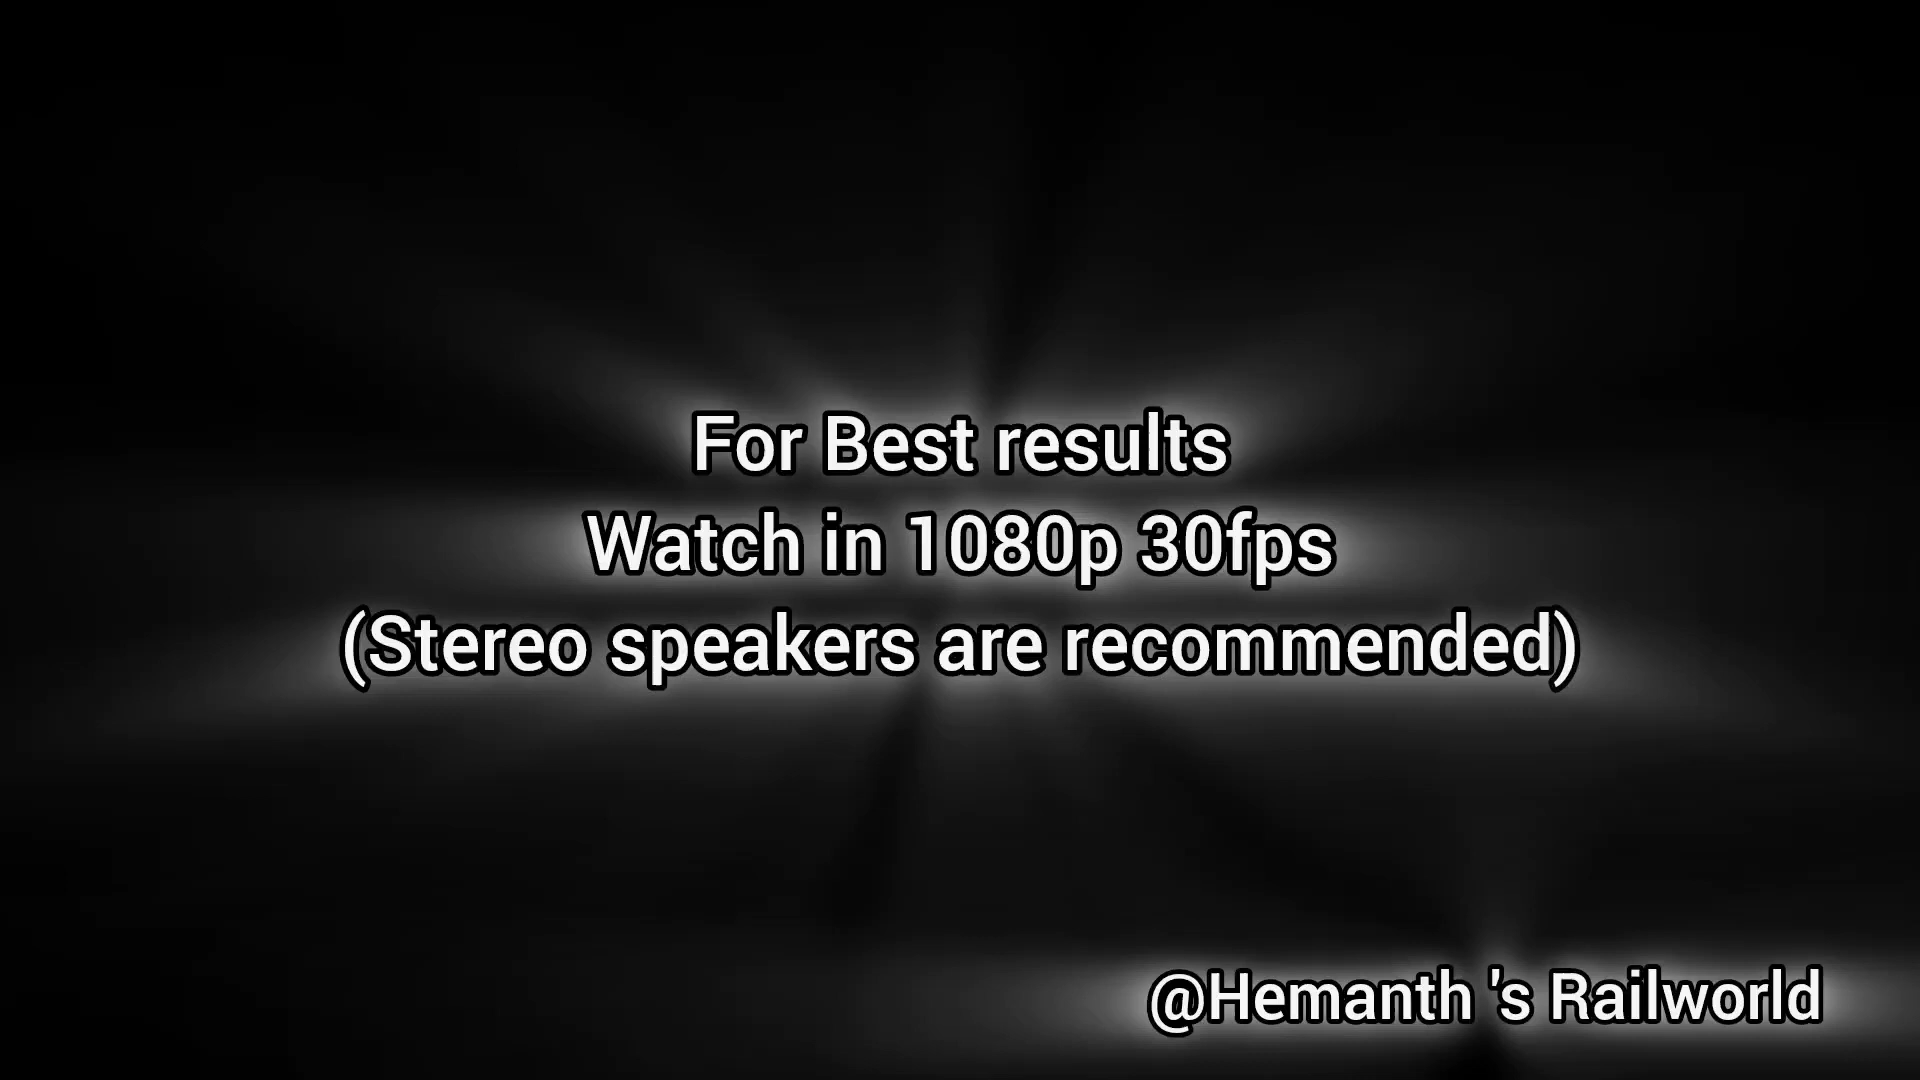 For Best results
Watch in 1080p 30fps
(Stereo speakers are recommended)
@Hemanth 's Railworld